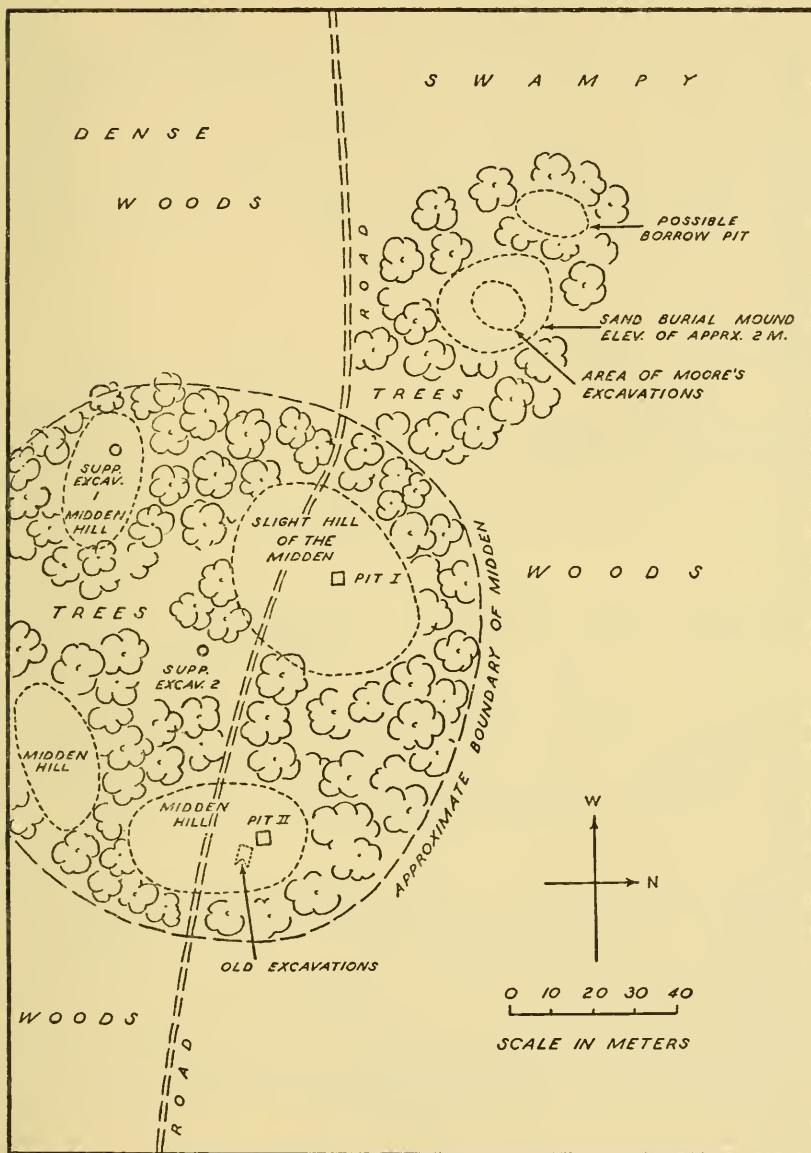 SWAMPY
DENSE
WOODS
ROAD
POSSIBLE
BORROW PIT
SAND BURIAL MOUND
ELEV. OF APPRX. 2 M.
AREA OF MOORE'S
EXCAVATIONS
TREES
SUPP.
EXCAV.
1
MIDDEN
HILL
SLIGHT HILL
OF THE
MIDDEN
PIT I
WOODS
APPROXIMATE BOUNDARY OF MIDDEN
TREES
SUPP.
EXCAV. 2
MIDDEN
HILL
MIDDEN
HILL
PIT II
OLD EXCAVATIONS
W
N
WOODS
0 10 20 30 40
SCALE IN METERS
ROAD